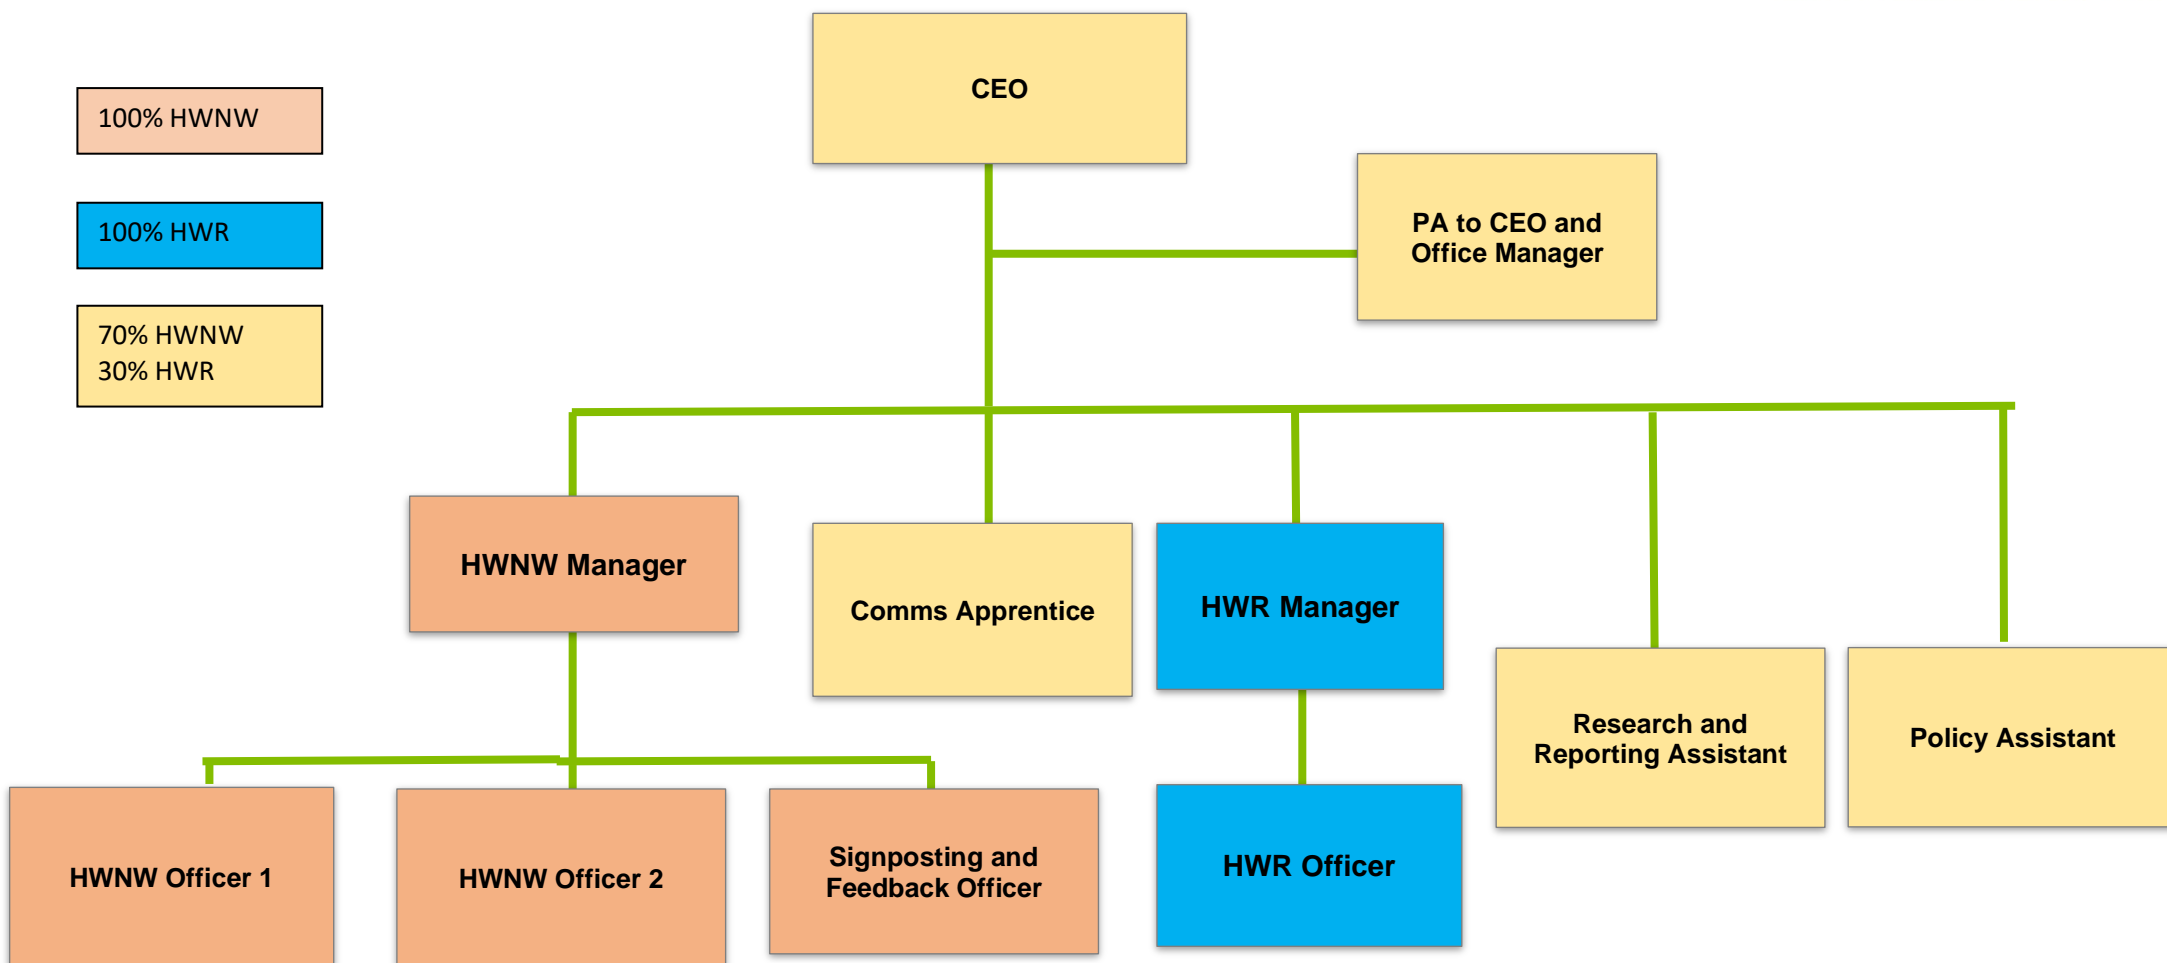 CEO
100% HWNW
PA to CEO and
Office Manager
100% HWR
70% HWNW
30% HWR
HWNW Manager
Comms Apprentice
HWR Manager
Research and
Reporting Assistant
Policy Assistant
HWNW Officer 1
HWNW Officer 2
Signposting and
Feedback Officer
HWR Officer